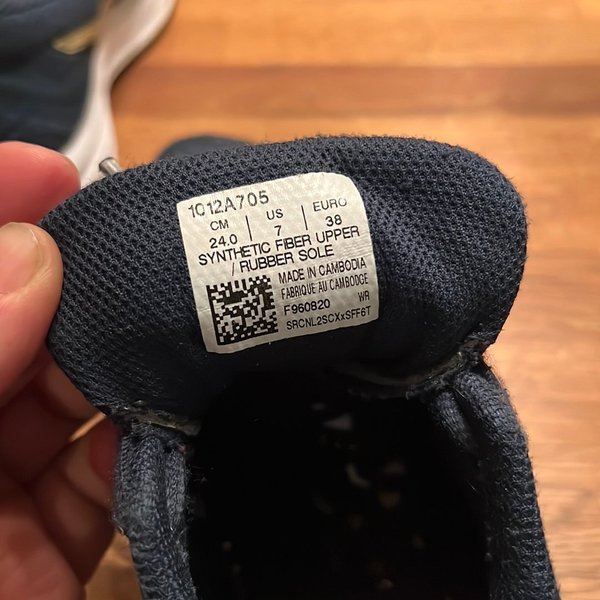 1012A705
CM | US | EURO
24.0 | 7 | 38
SYNTHETIC FIBER UPPER
/ RUBBER SOLE
MADE IN CAMBODIA
FABRIQUE AU CAMBODGE
F960820 WR
SRCNL2SCXxSFF6T